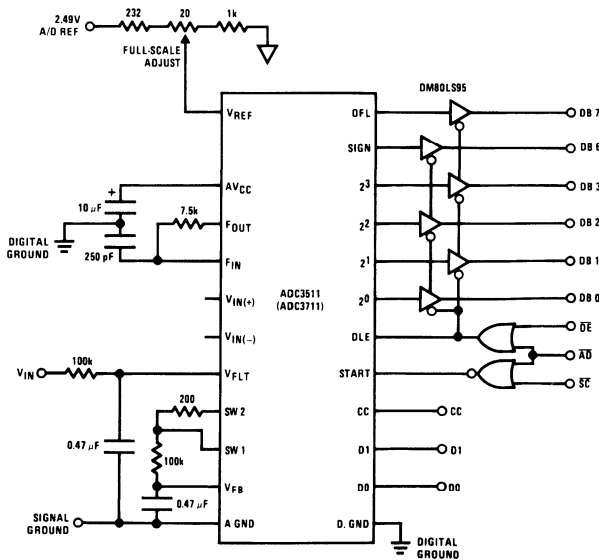 2.49V
A/D REF
232
20
1k
FULL-SCALE
ADJUST
DM80LS95
VREF
OFL
DB 7
SIGN
DB 6
AVCC
2³
DB 3
+
10 μF
7.5k
FOUT
2²
DB 2
DIGITAL
GROUND
250 pF
FIN
2¹
DB 1
ADC3511
(ADC3711)
VIN(+)
2⁰
DB 0
VIN(−)
DLE
OE
AD
VIN
100k
VFLT
START
SC
200
SW 2
CC
CC
0.47 μF
100k
SW 1
D1
D1
VFB
D0
D0
0.47 μF
SIGNAL
GROUND
A GND
D. GND
DIGITAL
GROUND